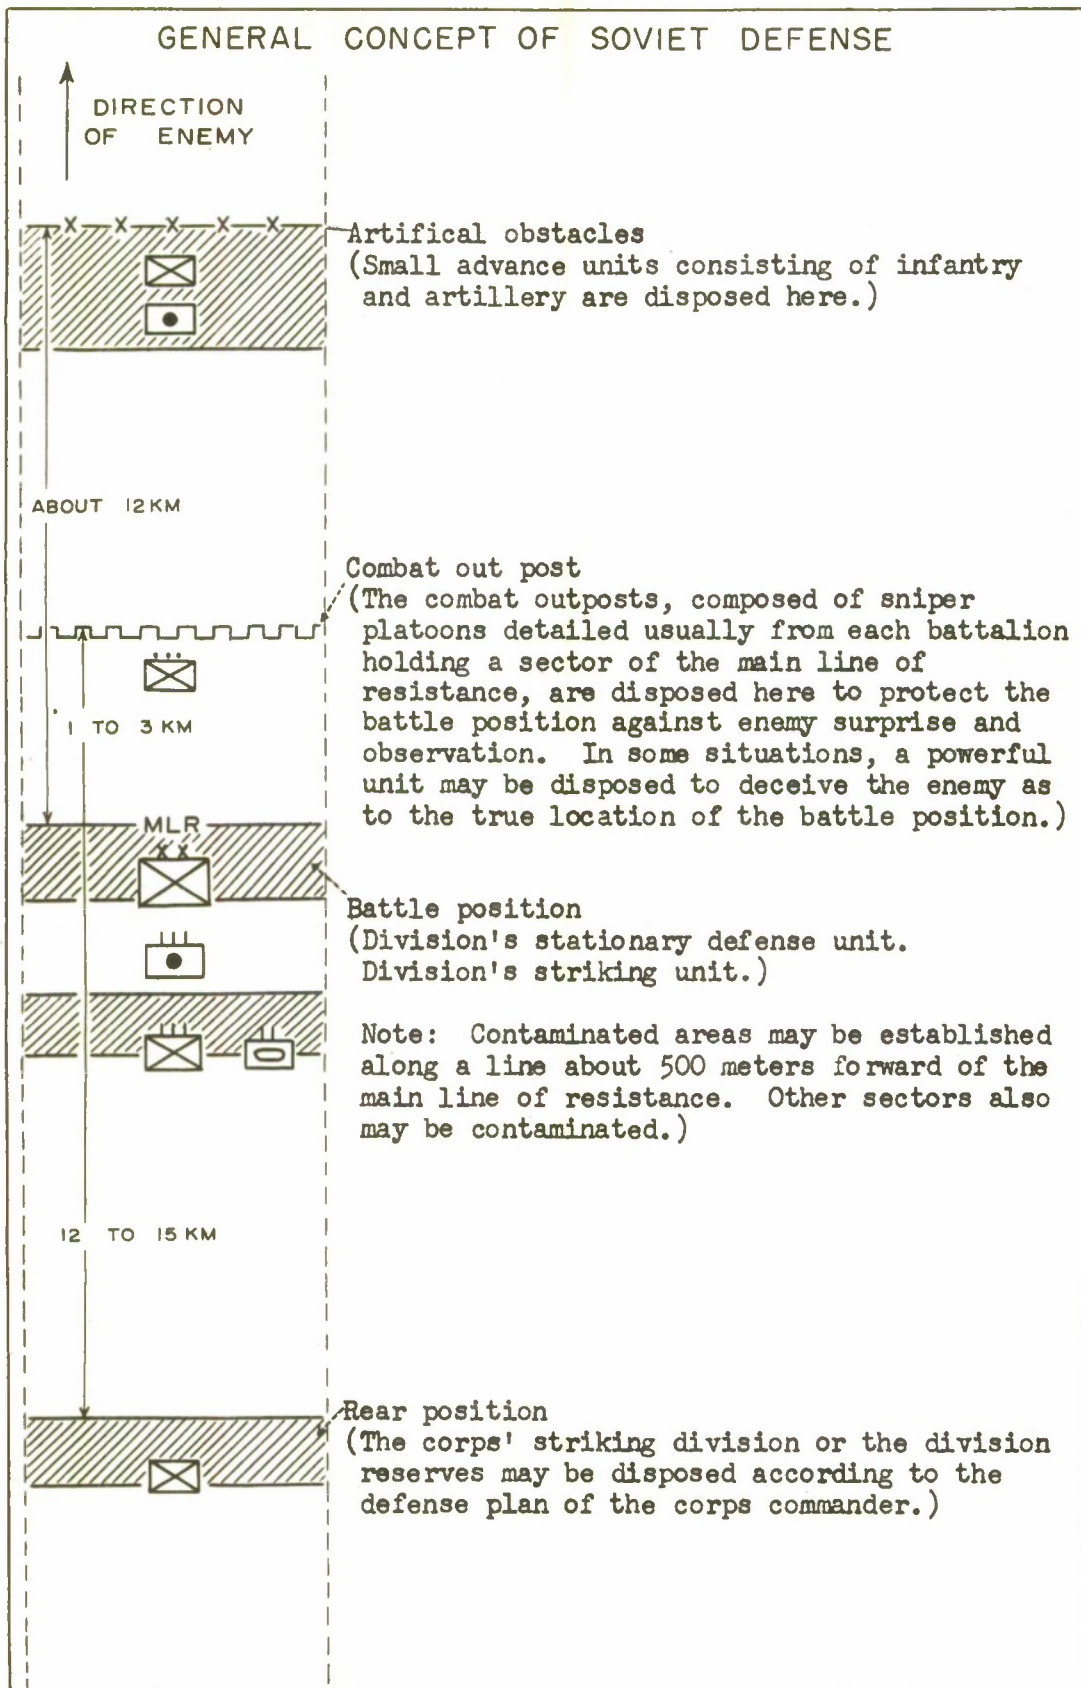 GENERAL CONCEPT OF SOVIET DEFENSE
DIRECTION
OF ENEMY
Artifical obstacles
(Small advance units consisting of infantry
and artillery are disposed here.)
ABOUT 12 KM
Combat out post
(The combat outposts, composed of sniper
platoons detailed usually from each battalion
holding a sector of the main line of
resistance, are disposed here to protect the
battle position against enemy surprise and
observation. In some situations, a powerful
unit may be disposed to deceive the enemy as
to the true location of the battle position.)
1 TO 3 KM
MLR
Battle position
(Division's stationary defense unit.
Division's striking unit.)
Note: Contaminated areas may be established
along a line about 500 meters forward of the
main line of resistance. Other sectors also
may be contaminated.)
12 TO 15 KM
Rear position
(The corps' striking division or the division
reserves may be disposed according to the
defense plan of the corps commander.)